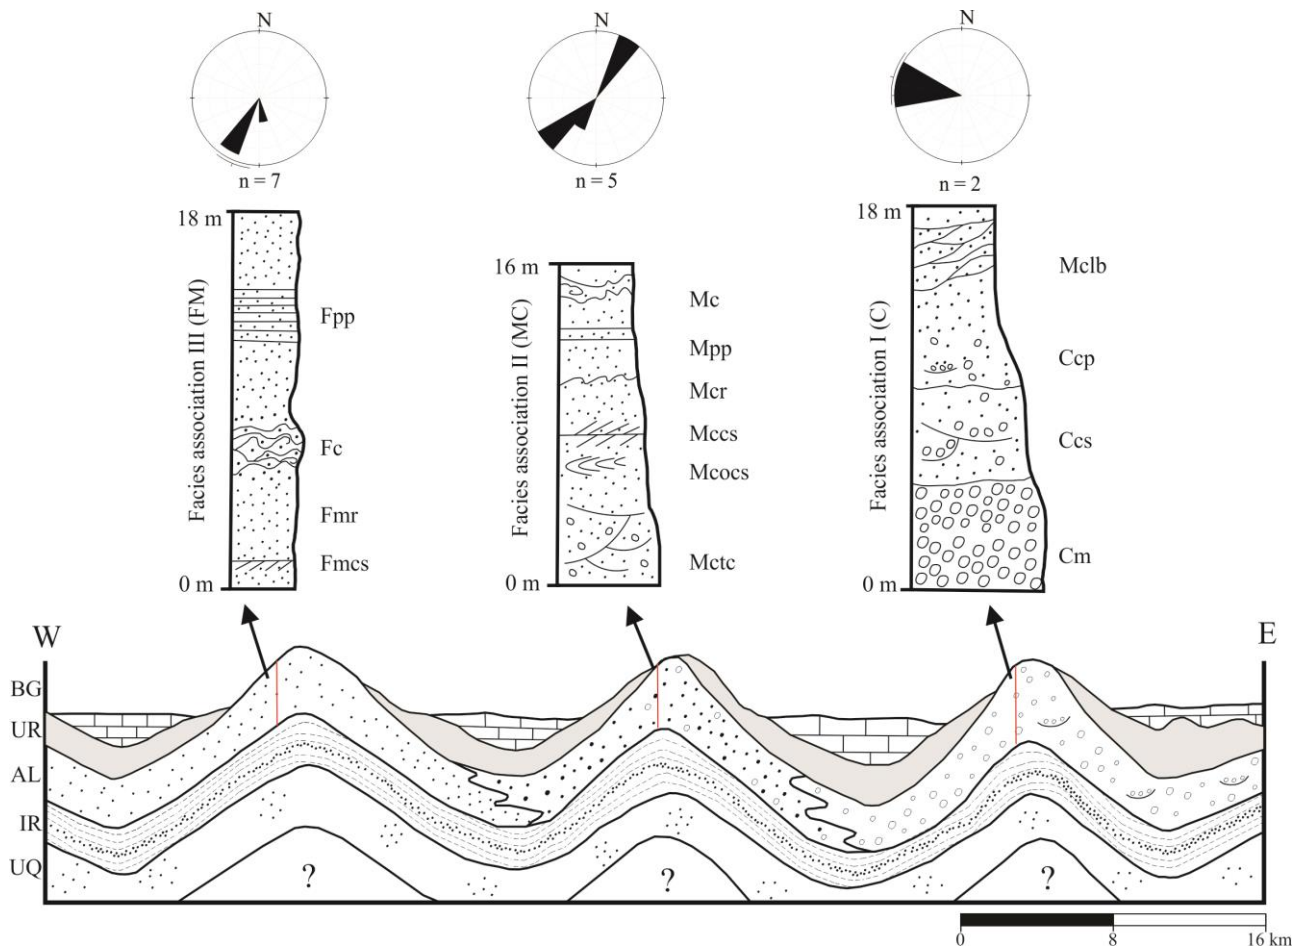 N
N
N
n = 7
n = 5
n = 2
18 m
Facies association III (FM)
Fpp
Fc
Fmr
Fmcs
0 m
16 m
Facies association II (MC)
Mc
Mpp
Mcr
Mccs
Mcocs
Mctc
0 m
18 m
Facies association I (C)
Mclb
Ccp
Ccs
Cm
0 m
W
E
BG
UR
AL
IR
UQ
?
?
?
0
8
16 km